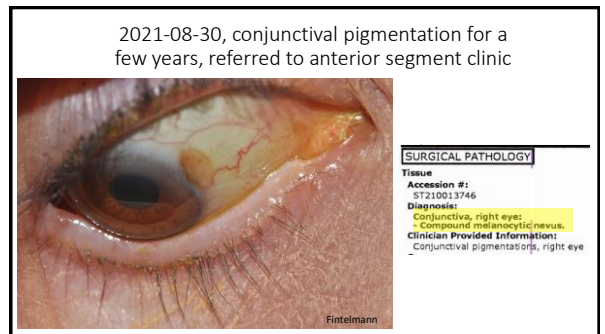 2021-08-30, conjunctival pigmentation for a
few years, referred to anterior segment clinic
SURGICAL PATHOLOGY
Tissue
Accession #:
ST210013746
Diagnosis:
Conjunctiva, right eye:
- Compound melanocytic nevus.
Clinician Provided Information:
Conjunctival pigmentations, right eye
Fintelmann